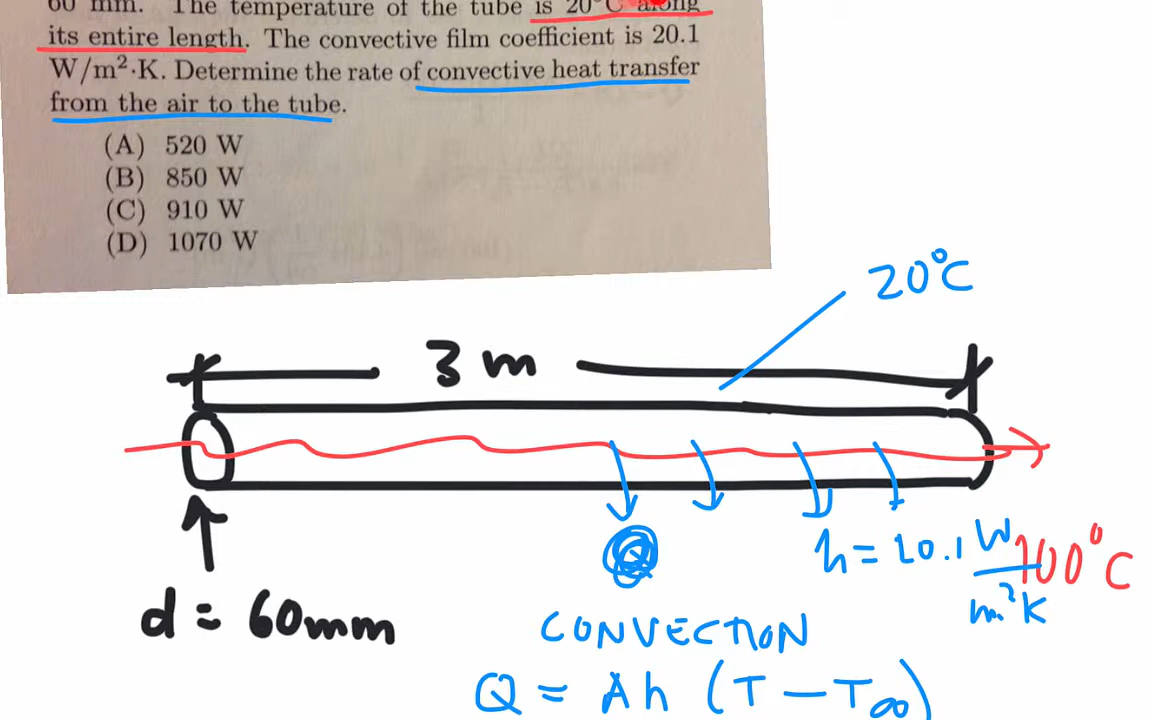 60 mm. The temperature of the tube is 20°C along
its entire length. The convective film coefficient is 20.1
W/m²·K. Determine the rate of convective heat transfer
from the air to the tube.
(A) 520 W
(B) 850 W
(C) 910 W
(D) 1070 W
20°C
3 m
h = 20.1 W/m²K
100°C
d = 60mm
CONVECTION
Q = Ah (T − T∞)